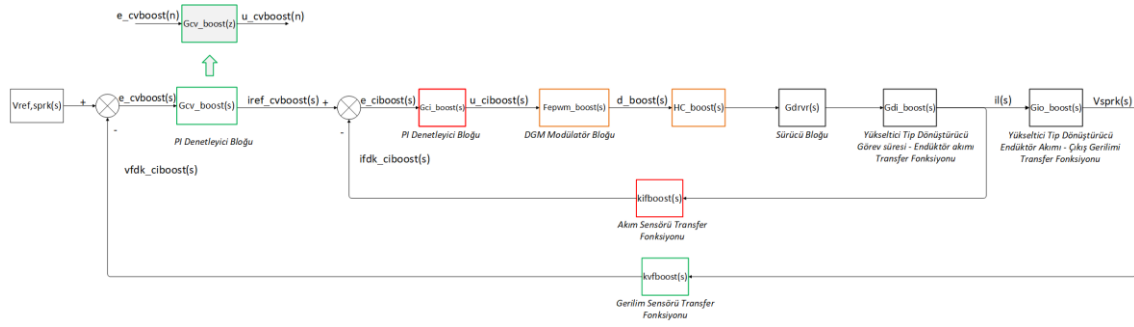 e_cvboost(n)
Gcv_boost(z)
u_cvboost(n)
Vref,sprk(s)
+
-
e_cvboost(s)
Gcv_boost(s)
PI Denetleyici Bloğu
iref_cvboost(s)
+
-
e_ciboost(s)
Gci_boost(s)
PI Denetleyici Bloğu
u_ciboost(s)
Fepwm_boost(s)
DGM Modülatör Bloğu
d_boost(s)
HC_boost(s)
Gdrvr(s)
Sürücü Bloğu
Gdi_boost(s)
Yükseltici Tip Dönüştürücü
Görev süresi - Endüktör akımı
Transfer Fonksiyonu
il(s)
Gio_boost(s)
Yükseltici Tip Dönüştürücü
Endüktör Akımı - Çıkış Gerilimi
Transfer Fonksiyonu
Vsprk(s)
vfdk_ciboost(s)
ifdk_ciboost(s)
kifboost(s)
Akım Sensörü Transfer
Fonksiyonu
kvfboost(s)
Gerilim Sensörü Transfer
Fonksiyonu